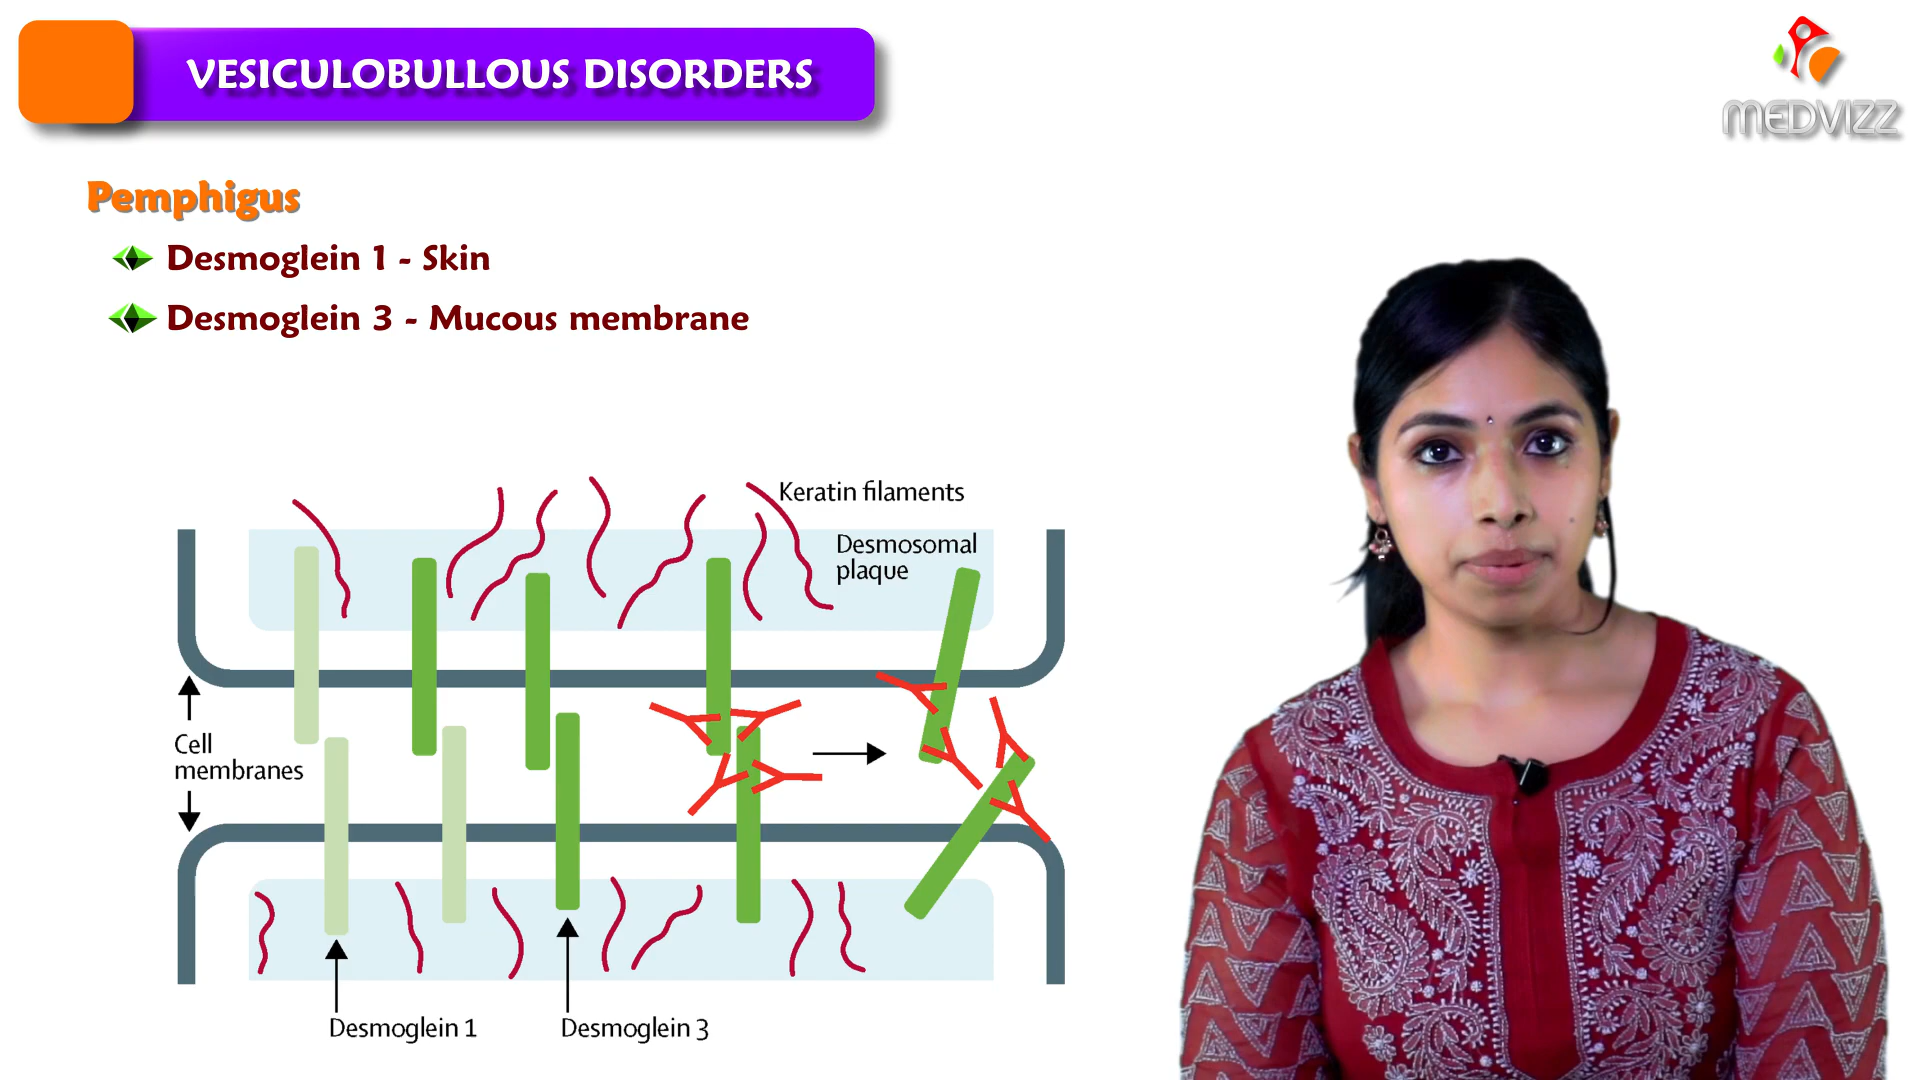 VESICULOBULLOUS DISORDERS
MEDVIZZ
Pemphigus
Desmoglein 1 - Skin
Desmoglein 3 - Mucous membrane
Keratin filaments
Desmosomal
plaque
Cell
membranes
Desmoglein 1
Desmoglein 3